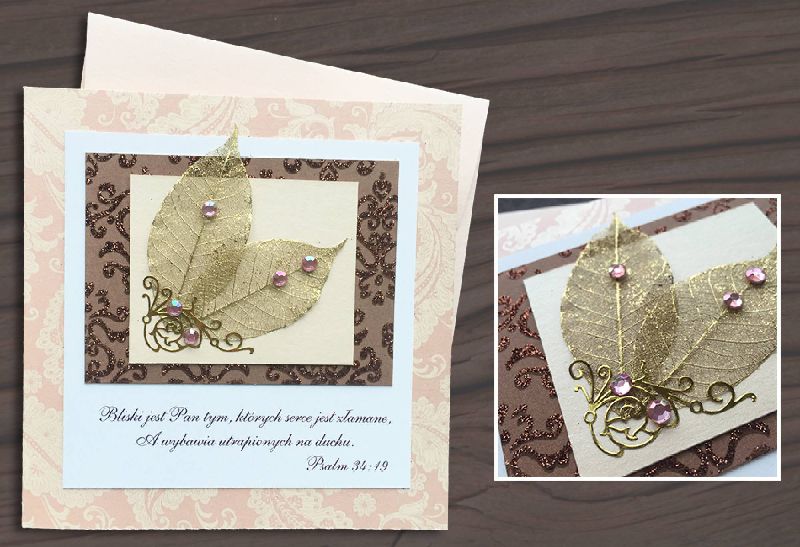 Bliski jest Pan tym, których serce jest złamane,
A wybawia utrapionych na duchu.
Psalm 34:19